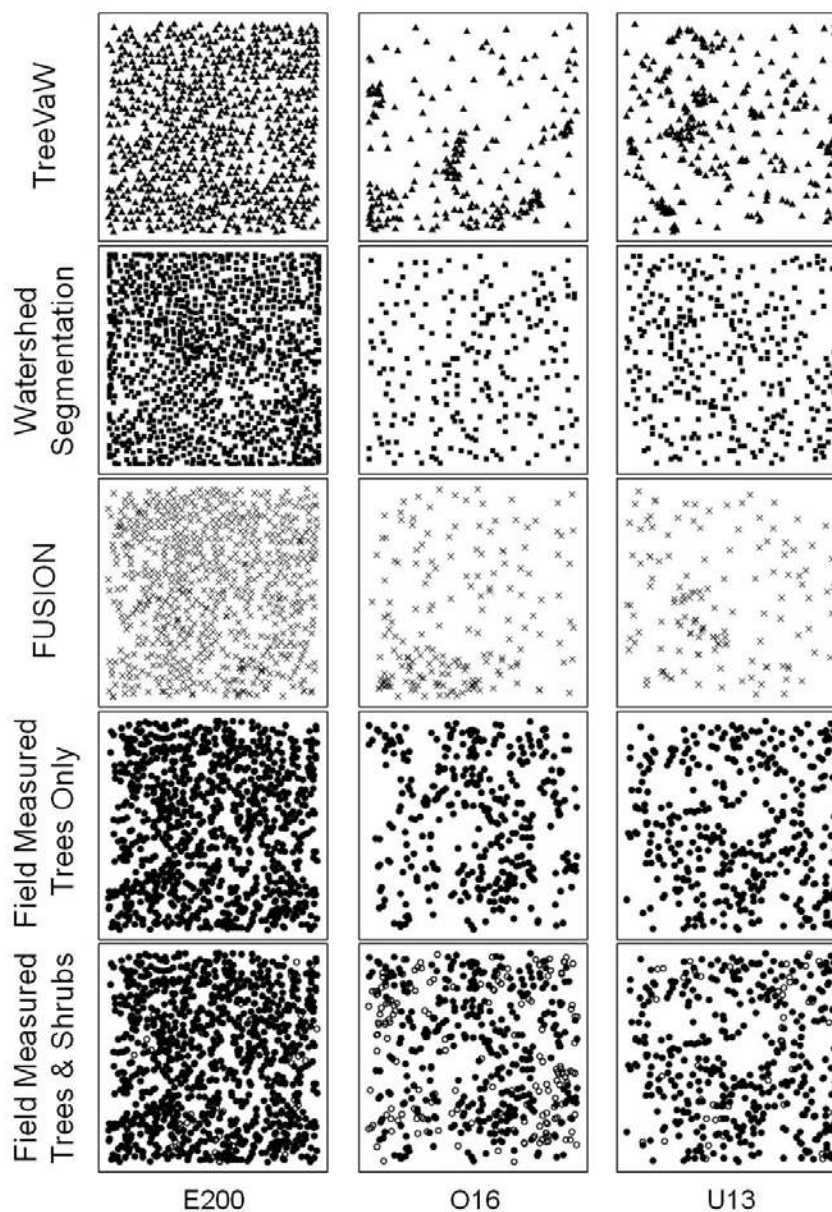 TreeVaW
Watershed
Segmentation
FUSION
Field Measured
Trees Only
Field Measured
Trees & Shrubs
E200
O16
U13